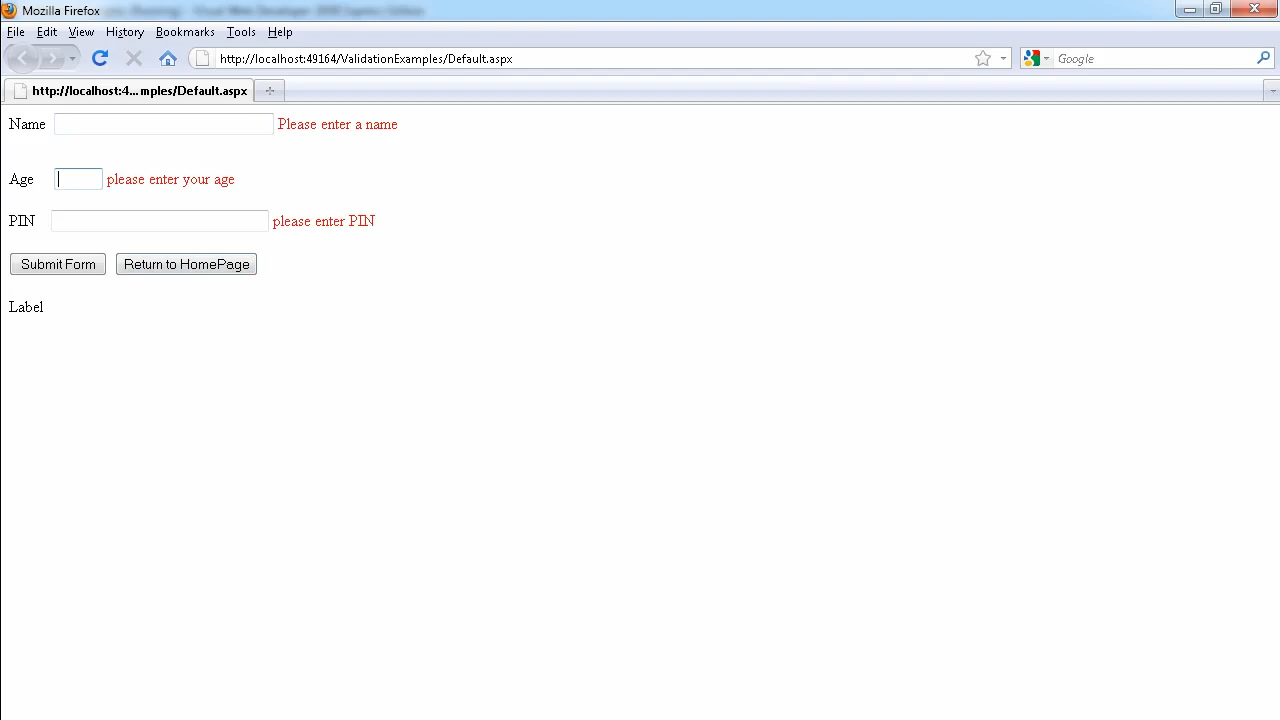 Mozilla Firefox
File Edit View History Bookmarks Tools Help
http://localhost:49164/ValidationExamples/Default.aspx Google
http://localhost:4... mples/Default.aspx
Name Please enter a name
Age please enter your age
PIN please enter PIN
Submit Form Return to HomePage
Label